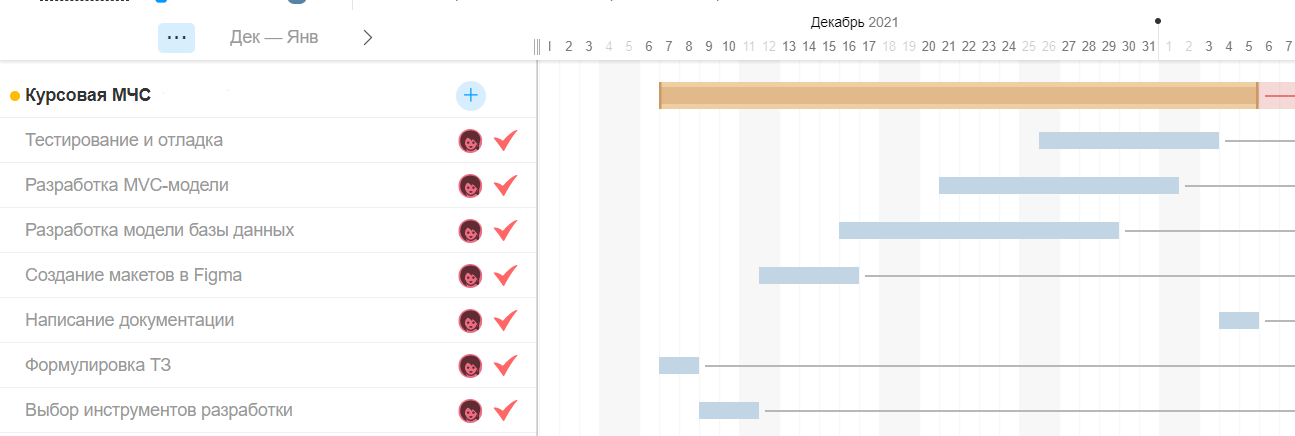 Декабрь 2021
··· Дек — Янв
1 2 3 4 5 6 7 8 9 10 11 12 13 14 15 16 17 18 19 20 21 22 23 24 25 26 27 28 29 30 31 1 2 3 4 5 6 7
Курсовая МЧС
Тестирование и отладка
Разработка MVC-модели
Разработка модели базы данных
Создание макетов в Figma
Написание документации
Формулировка ТЗ
Выбор инструментов разработки